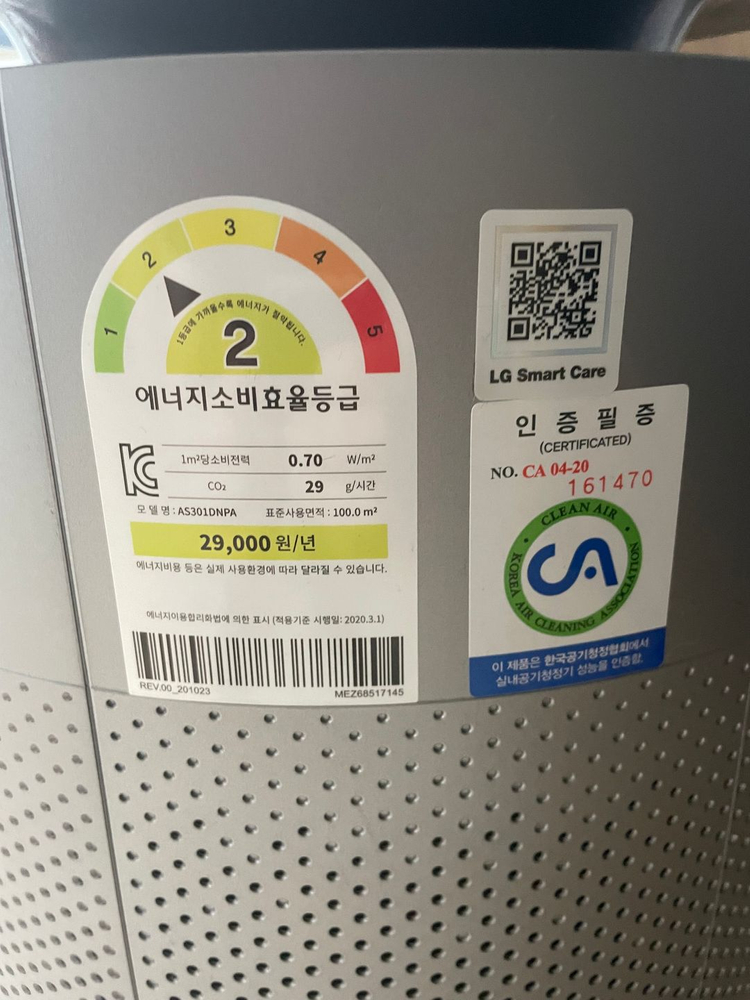 1
2
3
4
5
1등급에 가까울수록 에너지가 절약됩니다.
2
에너지소비효율등급
1m²당소비전력 0.70 W/m²
CO₂ 29 g/시간
모델명 : AS301DNPA 표준사용면적 : 100.0 m²
29,000 원/년
에너지비용 등은 실제 사용환경에 따라 달라질 수 있습니다.
에너지이용합리화법에 의한 표시 (적용기준 시행일: 2020.3.1)
REV.00_201023 MEZ68517145
LG Smart Care
인 증 필 증
(CERTIFICATED)
NO. CA 04-20
161470
CLEAN AIR
KOREA AIR CLEANING ASSOCIATION
CA
이 제품은 한국공기청정협회에서
실내공기청정기 성능을 인증함.